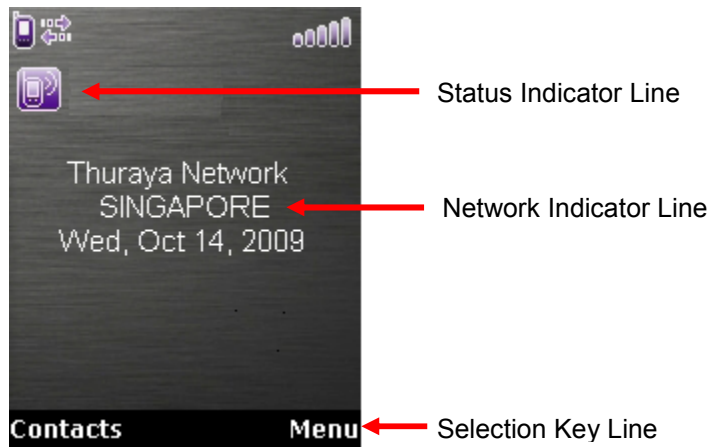 Status Indicator Line
Thuraya Network
SINGAPORE
Network Indicator Line
Wed, Oct 14, 2009
Contacts
Menu
Selection Key Line